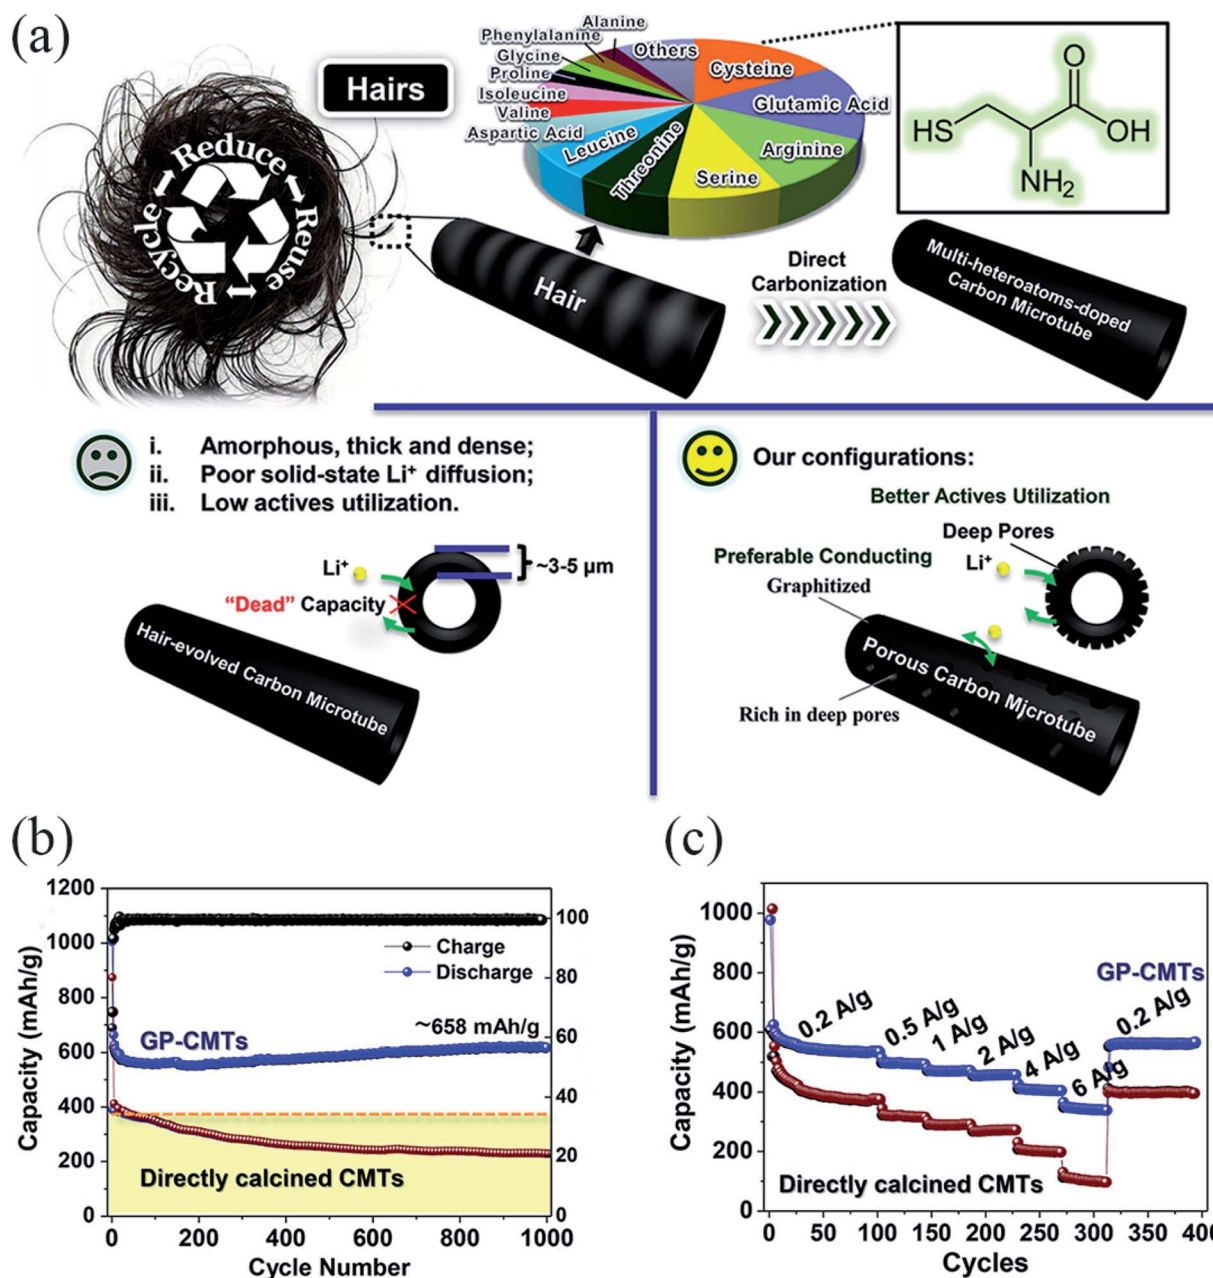 (a)
Reduce
Reuse
Recycle
Hairs
Alanine
Phenylalanine
Glycine
Proline
Isoleucine
Valine
Aspartic Acid
Leucine
Threonine
Serine
Arginine
Glutamic Acid
Cysteine
Others
O
HS
OH
NH₂
Hair
Direct
Carbonization
Multi-heteroatoms-doped
Carbon Microtube
i. Amorphous, thick and dense;
ii. Poor solid-state Li⁺ diffusion;
iii. Low actives utilization.
Li⁺
~3-5 µm
"Dead" Capacity
Hair-evolved Carbon Microtube
Our configurations:
Better Actives Utilization
Deep Pores
Preferable Conducting
Li⁺
Graphitized
Porous Carbon Microtube
Rich in deep pores
(b)
1200
1000
800
600
400
200
0
Capacity (mAh/g)
100
80
60
40
20
0
Charge
Discharge
GP-CMTs
~658 mAh/g
Directly calcined CMTs
0 200 400 600 800 1000
Cycle Number
(c)
1000
800
600
400
200
0
Capacity (mAh/g)
GP-CMTs
0.2 A/g
0.5 A/g
1 A/g
2 A/g
4 A/g
6 A/g
0.2 A/g
Directly calcined CMTs
0 50 100 150 200 250 300 350 400
Cycles